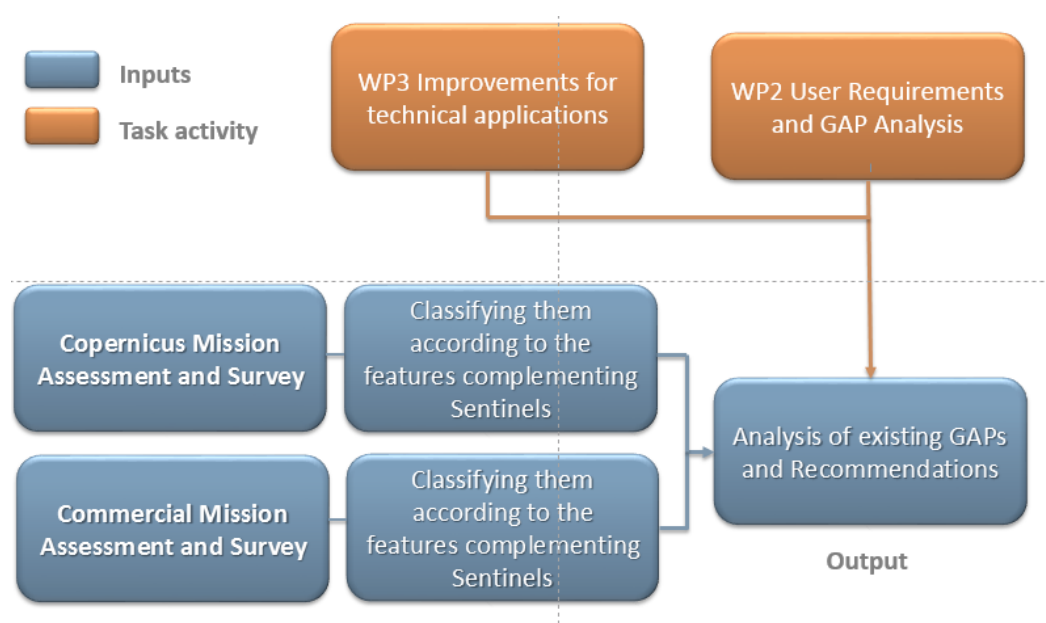 Inputs
Task activity
WP3 Improvements for
technical applications
WP2 User Requirements
and GAP Analysis
Copernicus Mission
Assessment and Survey
Classifying them
according to the
features complementing
Sentinels
Commercial Mission
Assessment and Survey
Classifying them
according to the
features complementing
Sentinels
Analysis of existing GAPs
and Recommendations
Output